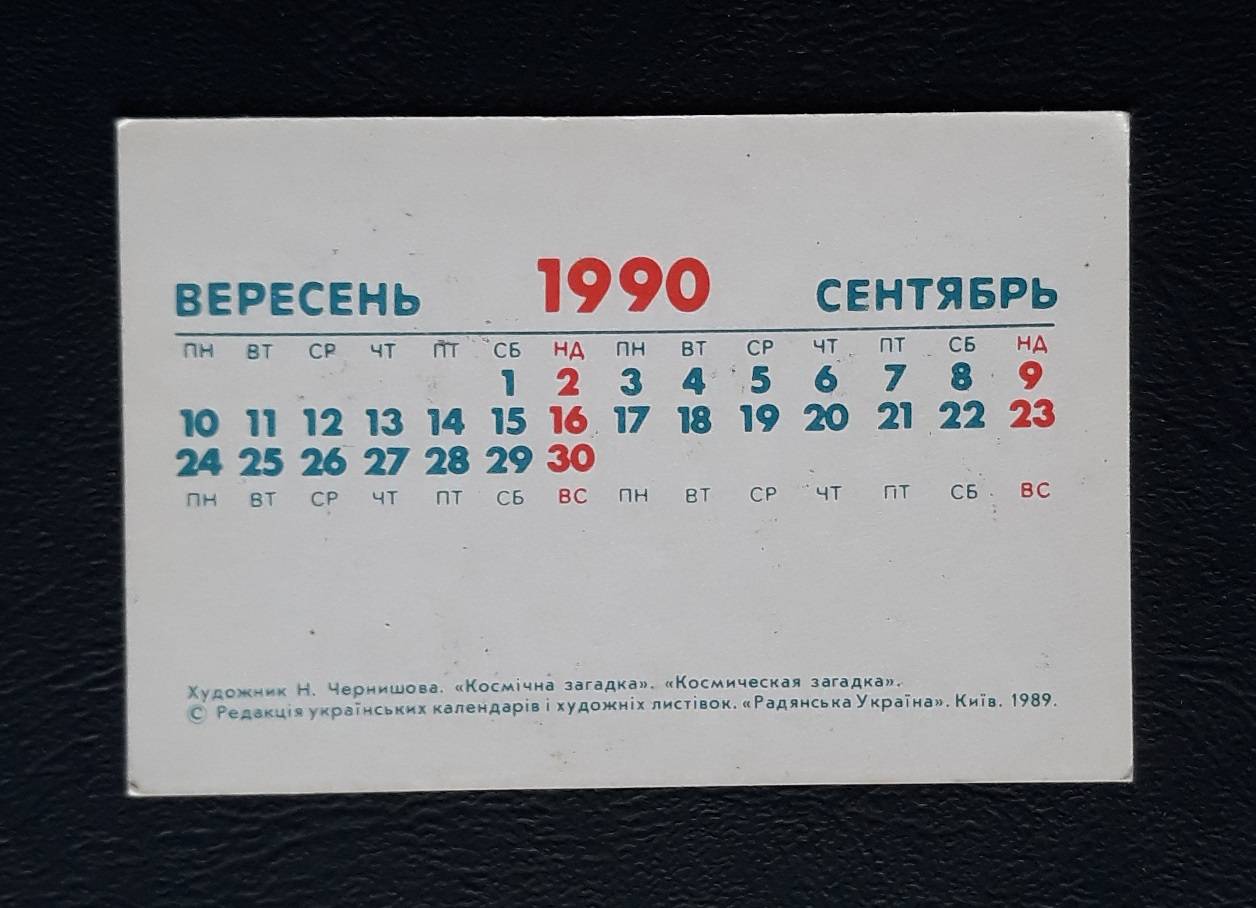 ВЕРЕСЕНЬ 1990 СЕНТЯБРЬ
ПН ВТ СР ЧТ ПТ СБ НД ПН ВТ СР ЧТ ПТ СБ НД
1 2 3 4 5 6 7 8 9
10 11 12 13 14 15 16 17 18 19 20 21 22 23
24 25 26 27 28 29 30
ПН ВТ СР ЧТ ПТ СБ ВС ПН ВТ СР ЧТ ПТ СБ ВС
Художник Н. Чернишова. «Космічна загадка». «Космическая загадка».
© Редакція українських календарів і художніх листівок. «Радянська Україна». Київ. 1989.